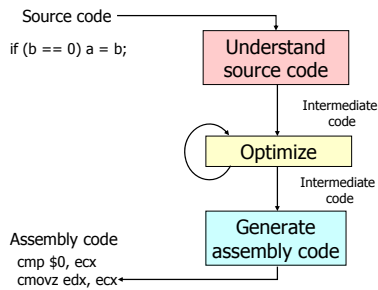 Source code
if (b == 0) a = b;
Understand
source code
Intermediate
code
Optimize
Intermediate
code
Generate
assembly code
Assembly code
cmp $0, ecx
cmovz edx, ecx